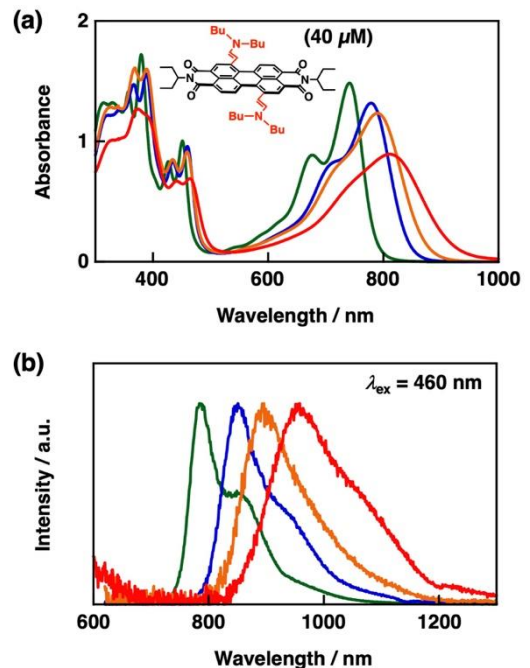 (a)
(40 µM)
Bu
N
Bu
O
O
N
N
O
O
Bu
N
Bu
2
1
0
Absorbance
400
600
800
1000
Wavelength / nm
(b)
λex = 460 nm
Intensity / a.u.
600
800
1000
1200
Wavelength / nm